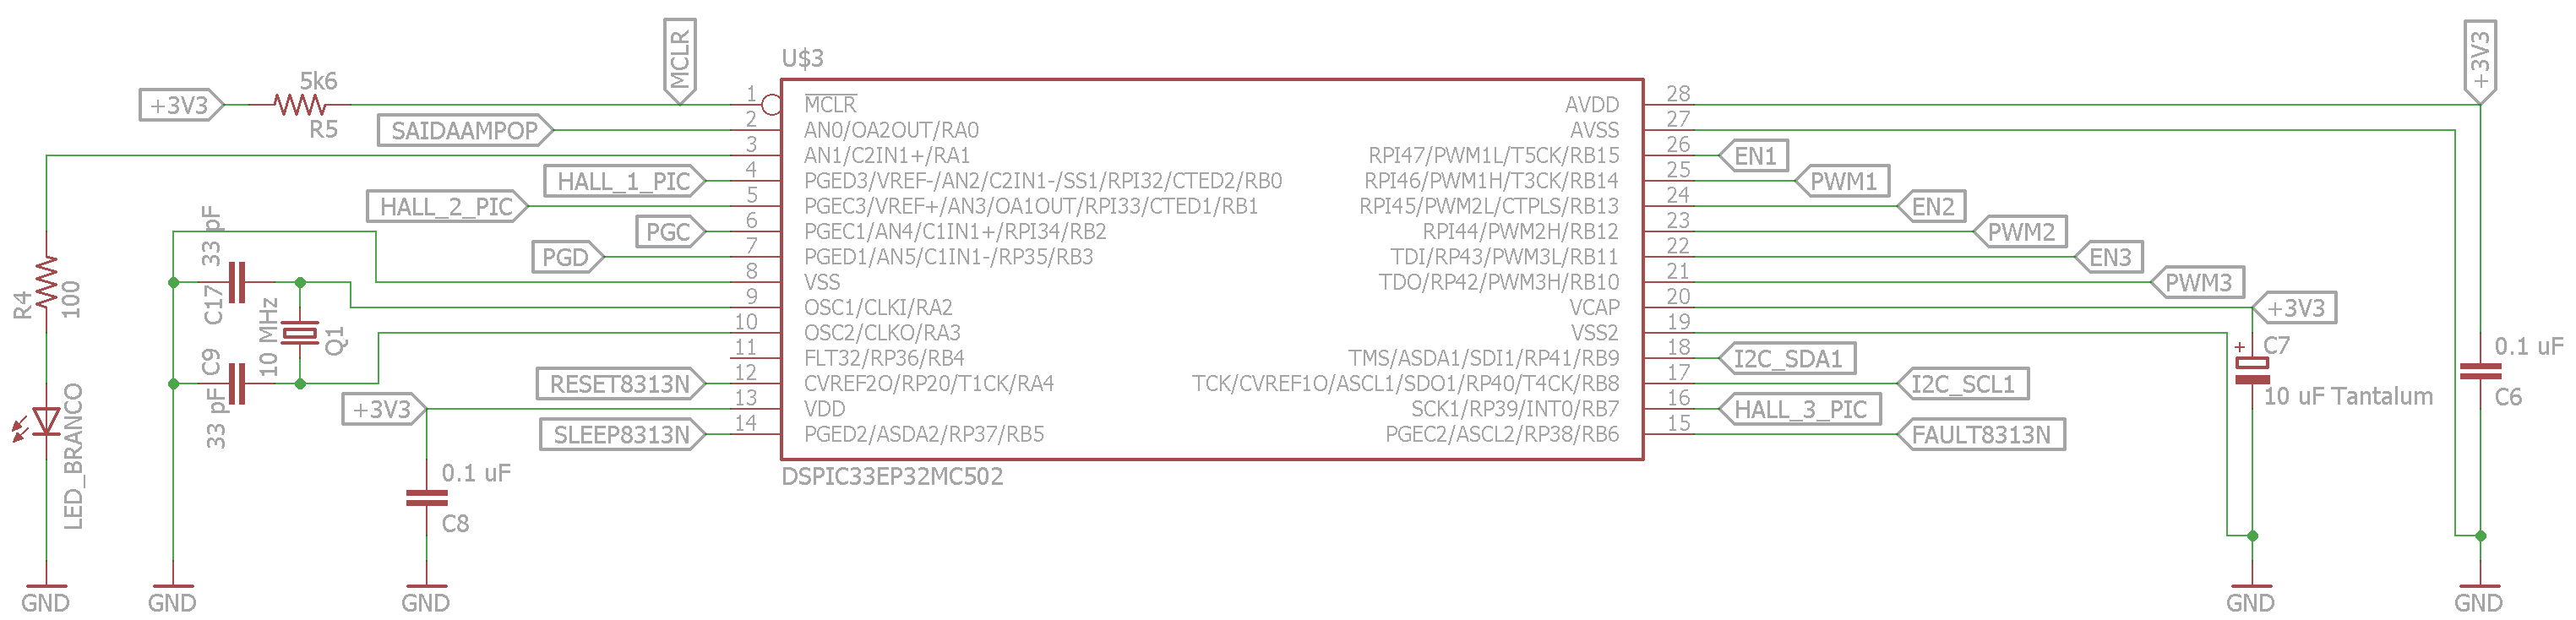 U$3
MCLR
+3V3
5k6
R5
SAIDAAMPOP
HALL_1_PIC
HALL_2_PIC
PGC
PGD
RESET8313N
+3V3
SLEEP8313N
1 MCLR
2 AN0/OA2OUT/RA0
3 AN1/C2IN1+/RA1
4 PGED3/VREF-/AN2/C2IN1-/SS1/RPI32/CTED2/RB0
5 PGEC3/VREF+/AN3/OA1OUT/RPI33/CTED1/RB1
6 PGEC1/AN4/C1IN1+/RPI34/RB2
7 PGED1/AN5/C1IN1-/RP35/RB3
8 VSS
9 OSC1/CLKI/RA2
10 OSC2/CLKO/RA3
11 FLT32/RP36/RB4
12 CVREF2O/RP20/T1CK/RA4
13 VDD
14 PGED2/ASDA2/RP37/RB5
AVDD 28
AVSS 27
RPI47/PWM1L/T5CK/RB15 26 EN1
RPI46/PWM1H/T3CK/RB14 25 PWM1
RPI45/PWM2L/CTPLS/RB13 24 EN2
RPI44/PWM2H/RB12 23 PWM2
TDI/RP43/PWM3L/RB11 22 EN3
TDO/RP42/PWM3H/RB10 21 PWM3
VCAP 20 +3V3
VSS2 19
TMS/ASDA1/SDI1/RP41/RB9 18 I2C_SDA1
TCK/CVREF1O/ASCL1/SDO1/RP40/T4CK/RB8 17 I2C_SCL1
SCK1/RP39/INT0/RB7 16 HALL_3_PIC
PGEC2/ASCL2/RP38/RB6 15 FAULT8313N
DSPIC33EP32MC502
R4
100
LED_BRANCO
GND
33 pF
C17
10 MHz
Q1
C9
33 pF
GND
0.1 uF
C8
GND
+
C7
10 uF Tantalum
GND
+3V3
0.1 uF
C6
GND